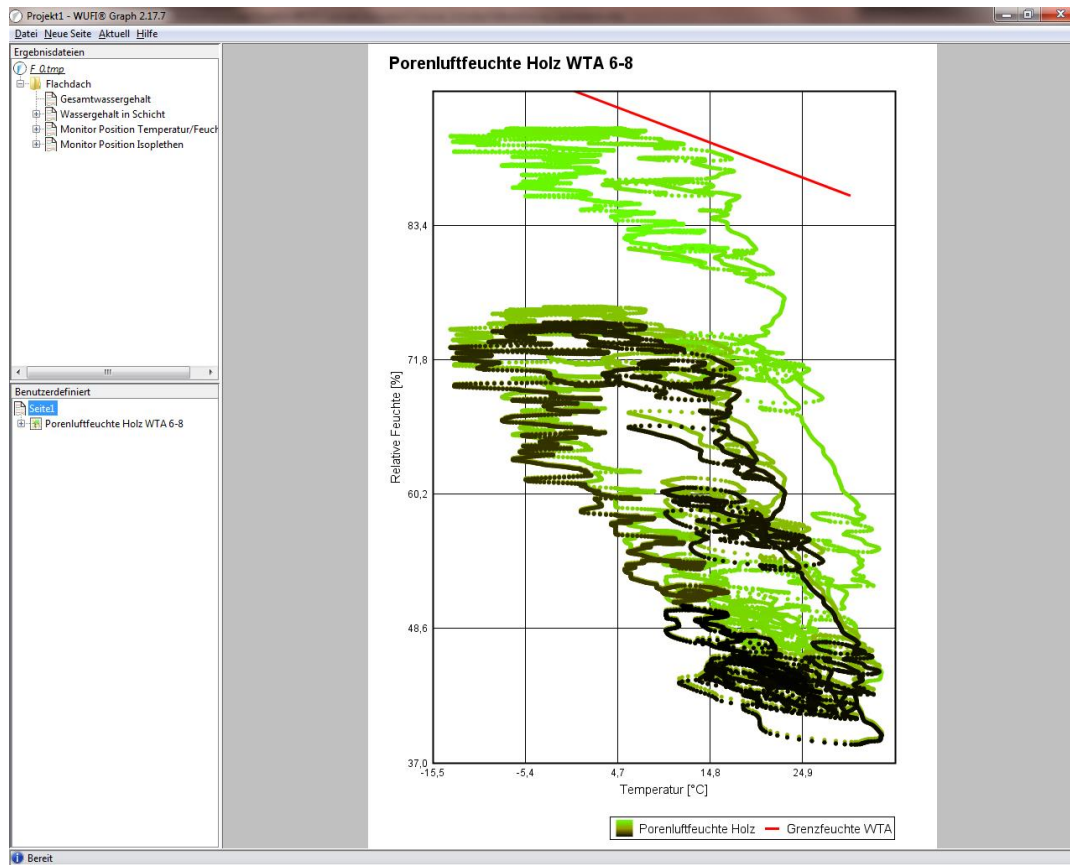 Projekt1 - WUFI® Graph 2.17.7
Datei Neue Seite Aktuell Hilfe
Ergebnisdateien
F_0.tmp
Flachdach
Gesamtwassergehalt
Wassergehalt in Schicht
Monitor Position Temperatur/Feuch
Monitor Position Isoplethen
Benutzerdefiniert
Seite1
Porenluftfeuchte Holz WTA 6-8
Porenluftfeuchte Holz WTA 6-8
Relative Feuchte [%]
83,4
71,8
60,2
48,6
37,0
-15,5 -5,4 4,7 14,8 24,9
Temperatur [°C]
Porenluftfeuchte Holz Grenzfeuchte WTA
Bereit